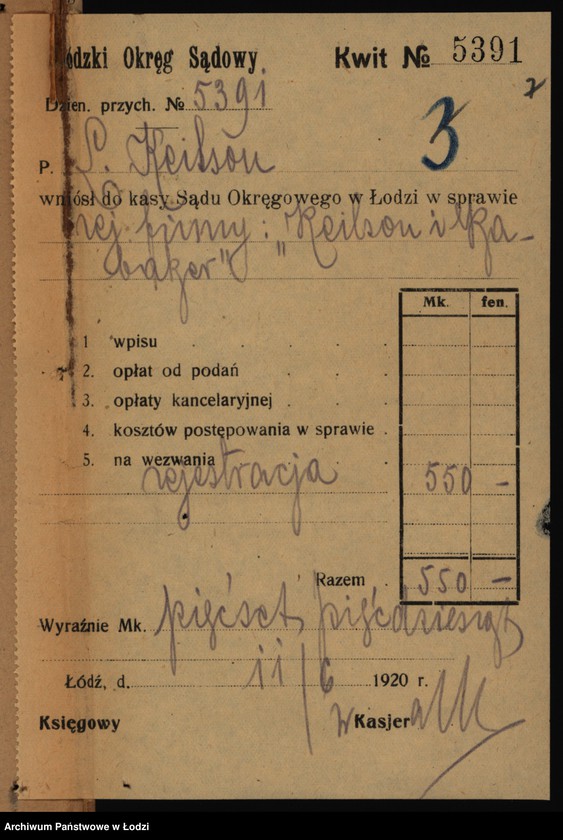 Łódzki Okręg Sądowy.
Kwit № 5391
Dzien. przych. № 5391
3
P. L. Keilson
wniósł do kasy Sądu Okręgowego w Łodzi w sprawie
rej. firmy: "Keilson i Ka-
baker"
Mk. fen.
1 wpisu . . . .
2. opłat od podań . . .
3. opłaty kancelaryjnej . . .
4. kosztów postępowania w sprawie .
5. na wezwania . . .
rejestracja 550 —
Razem . 550 —
Wyraźnie Mk. pięćset pięćdziesiąt
Łódź, d. 11/6 1920 r.
Księgowy
Kasjer
Archiwum Państwowe w Łodzi